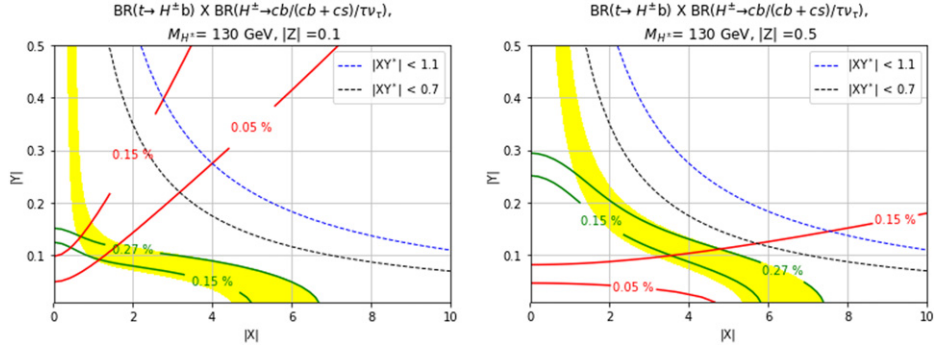 BR(t→ H±b) X BR(H±→cb/(cb + cs)/τντ),
MH±= 130 GeV, |Z| =0.1
0.5
0.4
0.3
0.2
0.1
|Y|
0
2
4
6
8
10
|X|
|XY*| < 1.1
|XY*| < 0.7
0.05 %
0.15 %
0.27 %
0.15 %
BR(t→ H±b) X BR(H±→cb/(cb + cs)/τντ),
MH±= 130 GeV, |Z| =0.5
0.5
0.4
0.3
0.2
0.1
|Y|
0
2
4
6
8
10
|X|
|XY*| < 1.1
|XY*| < 0.7
0.15 %
0.15 %
0.27 %
0.05 %